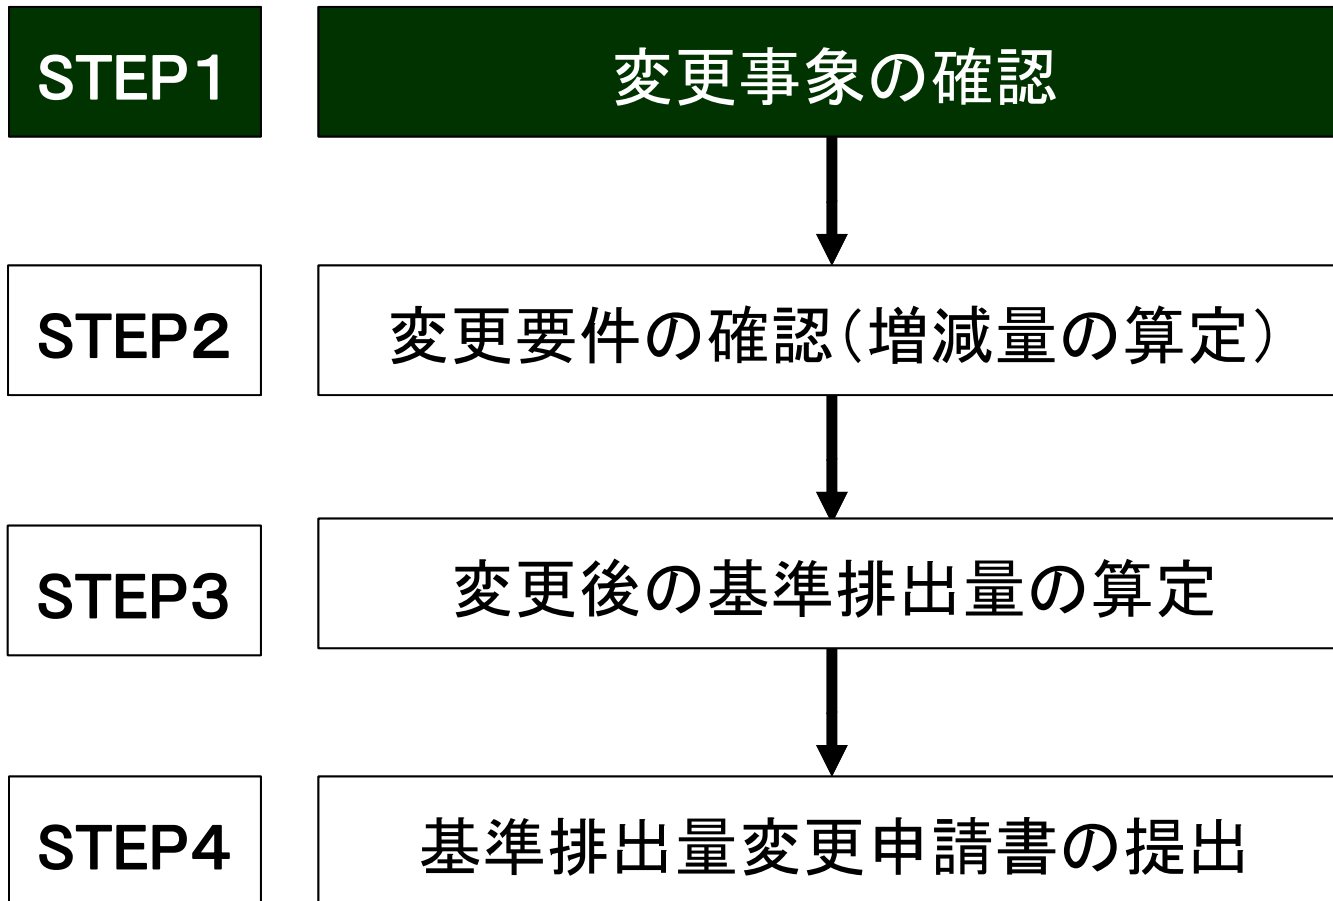 STEP1
変更事象の確認
STEP2
変更要件の確認(増減量の算定)
STEP3
変更後の基準排出量の算定
STEP4
基準排出量変更申請書の提出